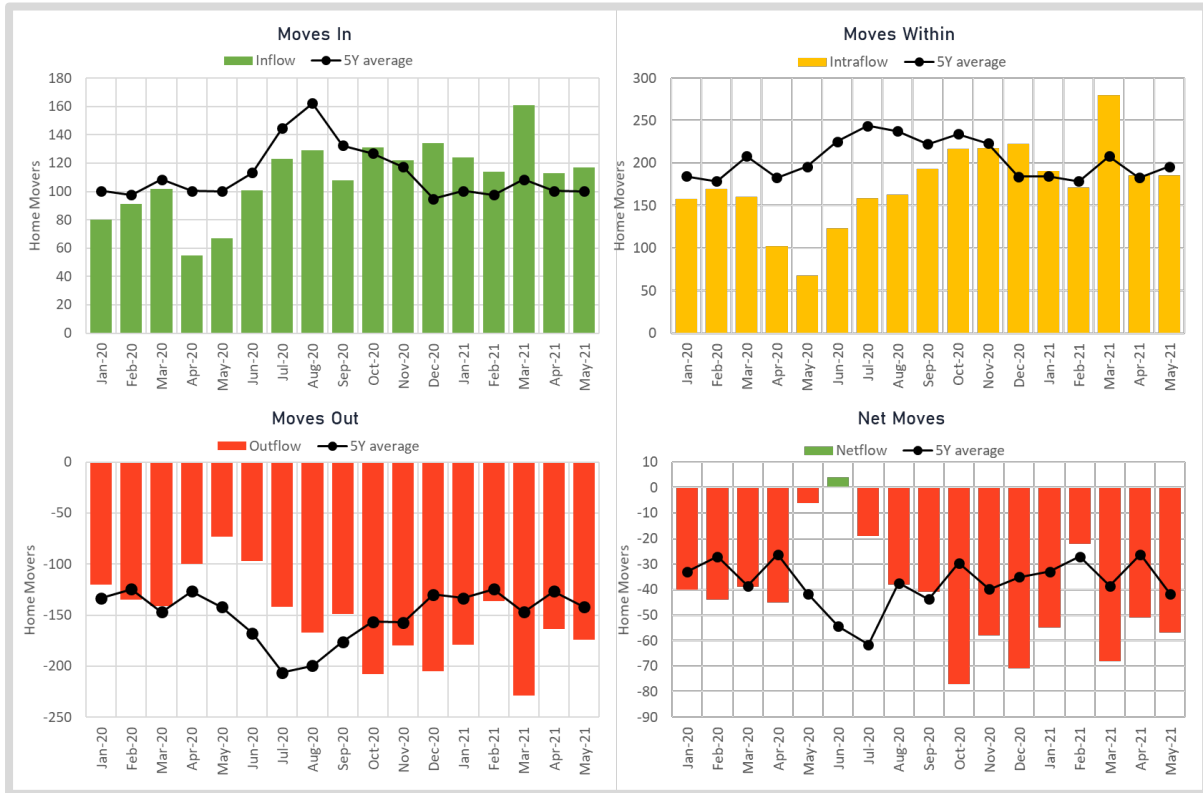 Moves In
Inflow 5Y average
180
160
140
120
100
80
60
40
20
0
Home Movers
Jan-20 Feb-20 Mar-20 Apr-20 May-20 Jun-20 Jul-20 Aug-20 Sep-20 Oct-20 Nov-20 Dec-20 Jan-21 Feb-21 Mar-21 Apr-21 May-21
Moves Within
Intraflow 5Y average
300
250
200
150
100
50
0
Home Movers
Jan-20 Feb-20 Mar-20 Apr-20 May-20 Jun-20 Jul-20 Aug-20 Sep-20 Oct-20 Nov-20 Dec-20 Jan-21 Feb-21 Mar-21 Apr-21 May-21
Moves Out
Outflow 5Y average
0
-50
-100
-150
-200
-250
Home Movers
Jan-20 Feb-20 Mar-20 Apr-20 May-20 Jun-20 Jul-20 Aug-20 Sep-20 Oct-20 Nov-20 Dec-20 Jan-21 Feb-21 Mar-21 Apr-21 May-21
Net Moves
Netflow 5Y average
10
0
-10
-20
-30
-40
-50
-60
-70
-80
-90
Home Movers
Jan-20 Feb-20 Mar-20 Apr-20 May-20 Jun-20 Jul-20 Aug-20 Sep-20 Oct-20 Nov-20 Dec-20 Jan-21 Feb-21 Mar-21 Apr-21 May-21